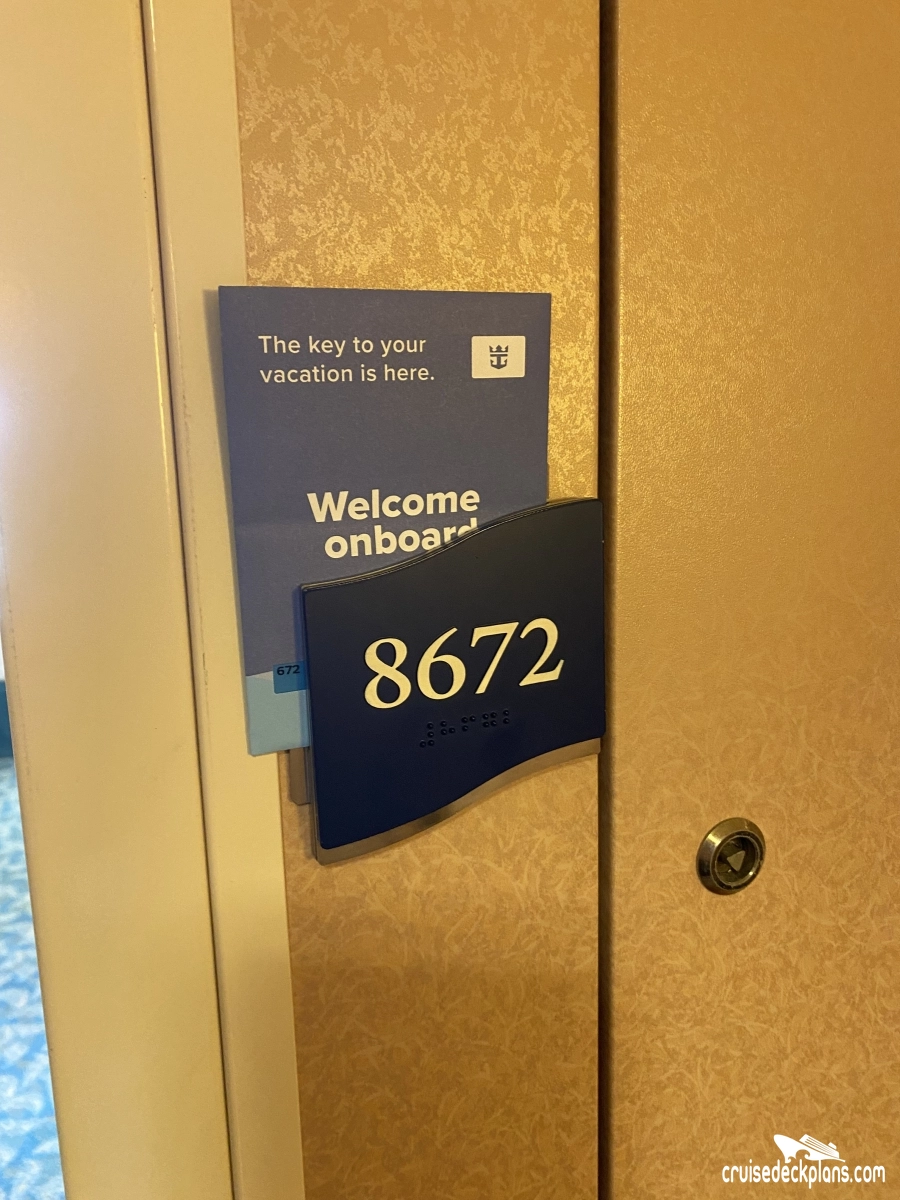 The key to your
vacation is here.
Welcome
onboard
672
8672
cruisedeckplans.com